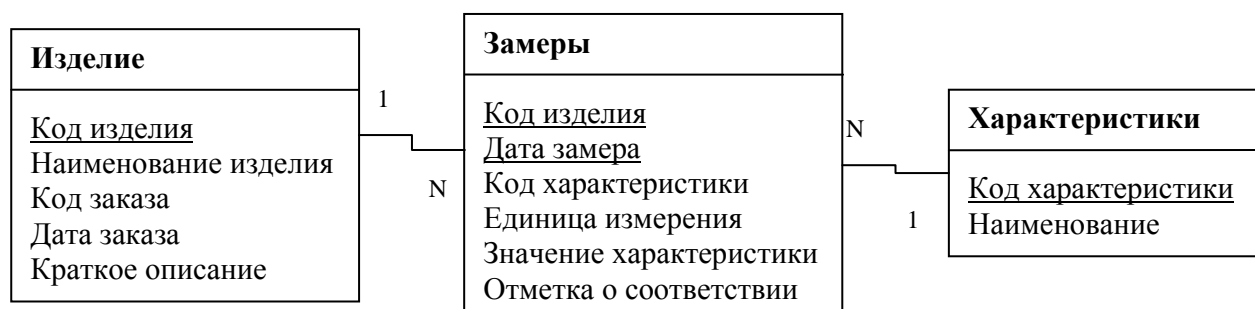 Изделие
Код изделия
Наименование изделия
Код заказа
Дата заказа
Краткое описание
1
N
Замеры
Код изделия
Дата замера
Код характеристики
Единица измерения
Значение характеристики
Отметка о соответствии
N
1
Характеристики
Код характеристики
Наименование